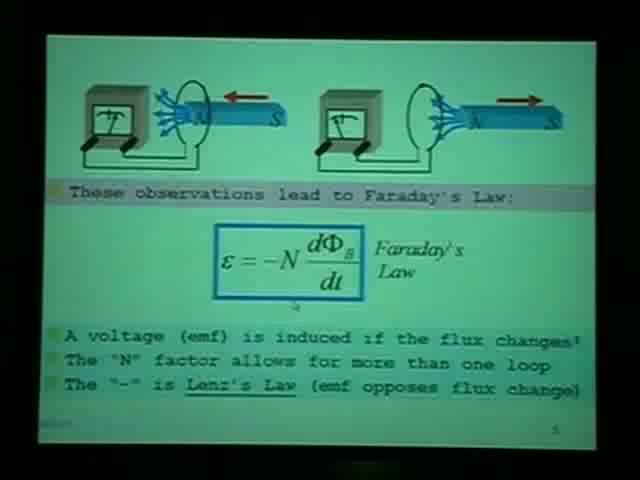 N S N S
These observations lead to Faraday's Law:
ε = −N dΦ_B/dt
Faraday's
Law
A voltage (emf) is induced if the flux changes!
The "N" factor allows for more than one loop
The "-" is Lenz's Law (emf opposes flux change)